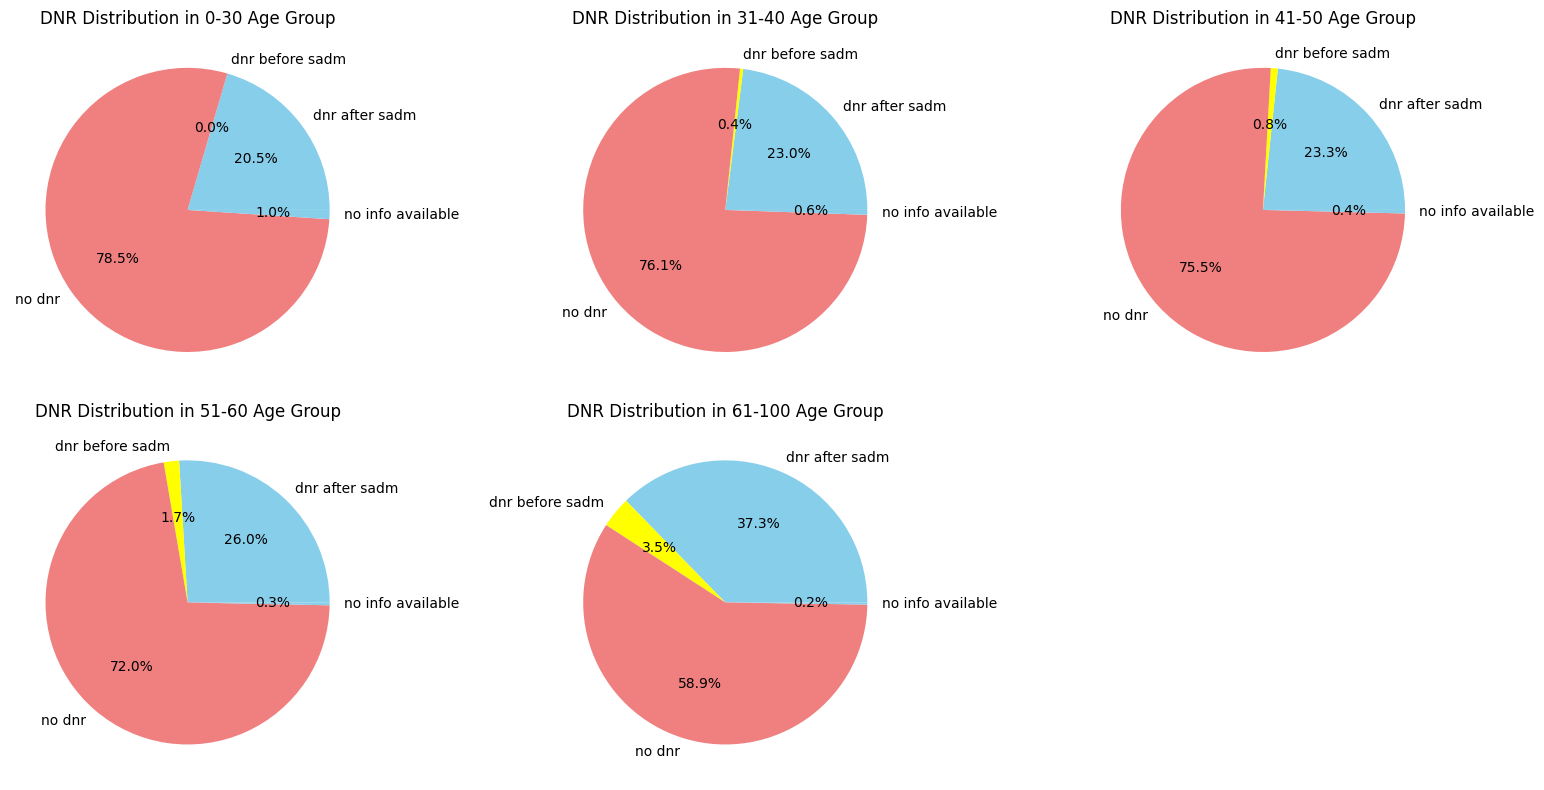 DNR Distribution in 0-30 Age Group
dnr before sadm
dnr after sadm
0.0%
20.5%
1.0%
no info available
78.5%
no dnr
DNR Distribution in 31-40 Age Group
dnr before sadm
dnr after sadm
0.4%
23.0%
0.6%
no info available
76.1%
no dnr
DNR Distribution in 41-50 Age Group
dnr before sadm
dnr after sadm
0.8%
23.3%
0.4%
no info available
75.5%
no dnr
DNR Distribution in 51-60 Age Group
dnr before sadm
dnr after sadm
1.7%
26.0%
0.3%
no info available
72.0%
no dnr
DNR Distribution in 61-100 Age Group
dnr after sadm
dnr before sadm
37.3%
3.5%
0.2%
no info available
58.9%
no dnr